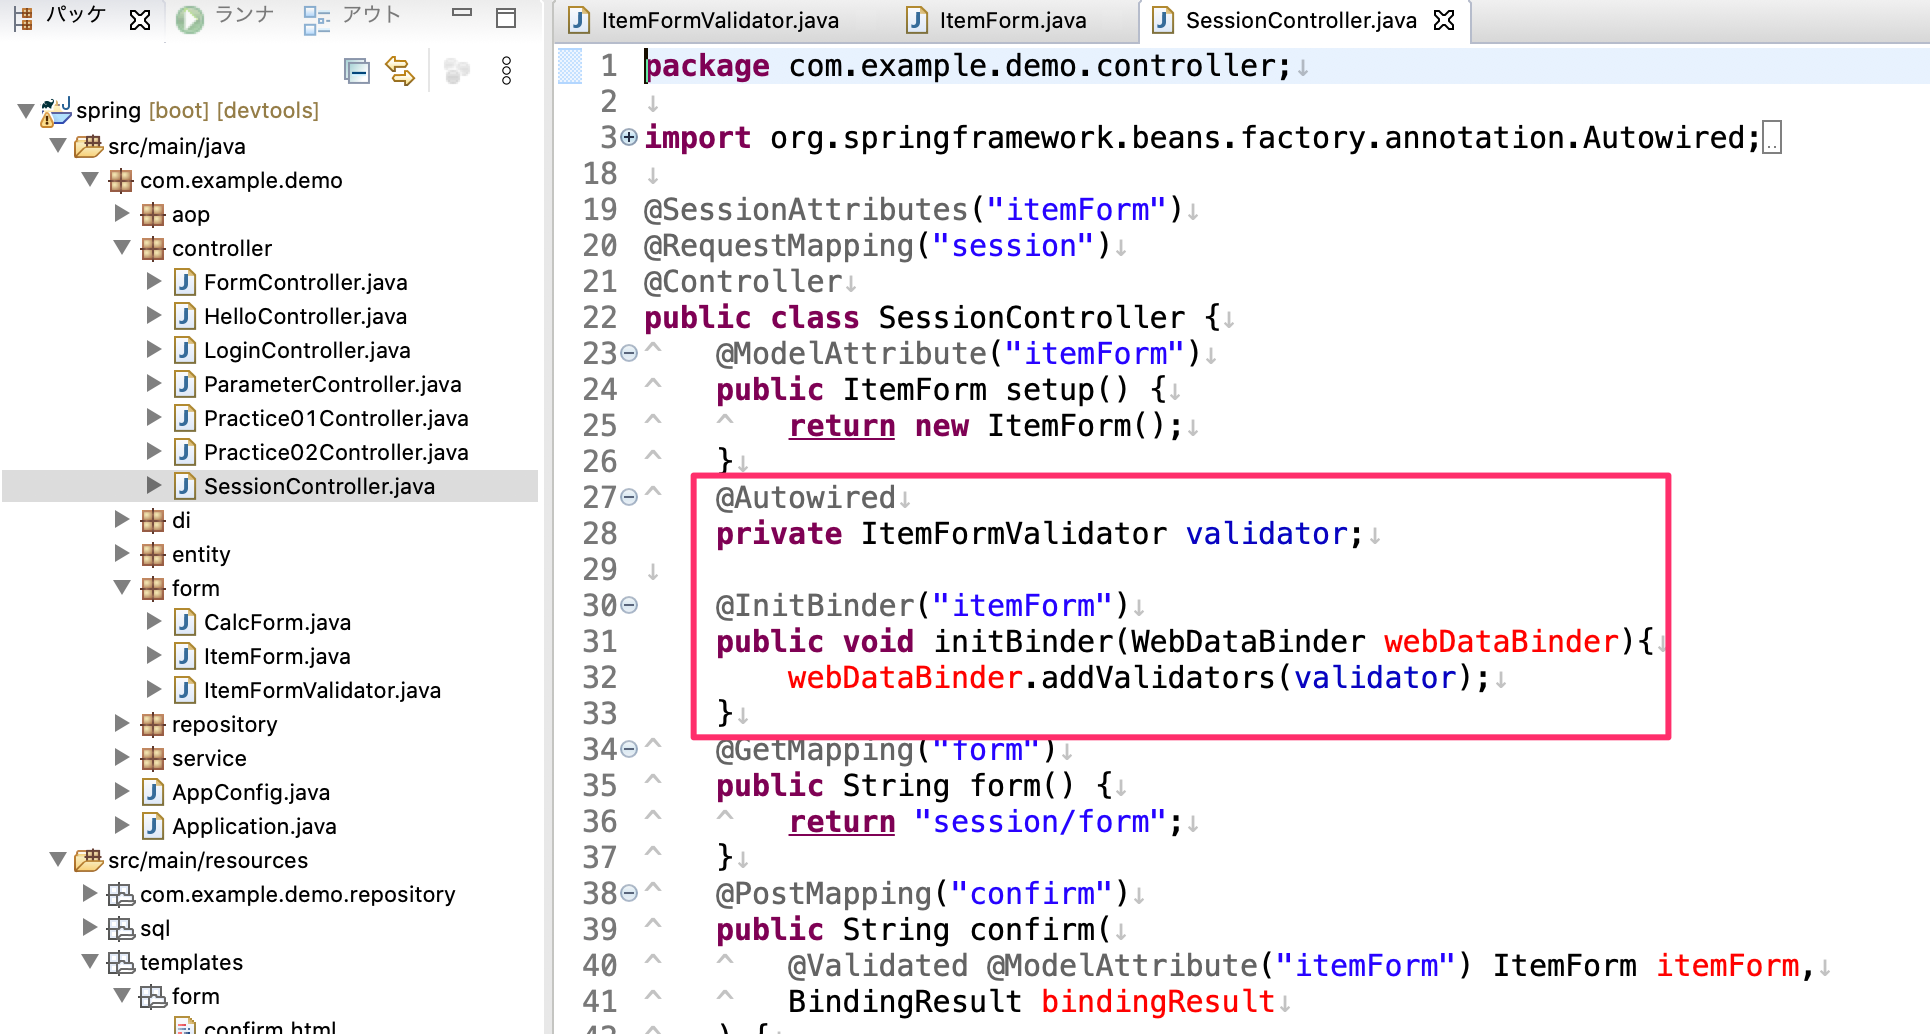 パッケ
ランナ
アウト
spring [boot] [devtools]
src/main/java
com.example.demo
aop
controller
FormController.java
HelloController.java
LoginController.java
ParameterController.java
Practice01Controller.java
Practice02Controller.java
SessionController.java
di
entity
form
CalcForm.java
ItemForm.java
ItemFormValidator.java
repository
service
AppConfig.java
Application.java
src/main/resources
com.example.demo.repository
sql
templates
form
confirm.html
ItemFormValidator.java
ItemForm.java
SessionController.java
1 package com.example.demo.controller;↓
2 ↓
3 import org.springframework.beans.factory.annotation.Autowired;..
18 ↓
19 @SessionAttributes("itemForm")↓
20 @RequestMapping("session")↓
21 @Controller↓
22 public class SessionController {↓
23 ^ @ModelAttribute("itemForm")↓
24 ^ public ItemForm setup() {↓
25 ^ ^ return new ItemForm();↓
26 ^ }↓
27 ^ @Autowired↓
28 private ItemFormValidator validator;↓
29 ↓
30 @InitBinder("itemForm")↓
31 public void initBinder(WebDataBinder webDataBinder){↓
32 webDataBinder.addValidators(validator);↓
33 }↓
34 ^ @GetMapping("form")↓
35 ^ public String form() {↓
36 ^ ^ return "session/form";↓
37 ^ }↓
38 ^ @PostMapping("confirm")↓
39 ^ public String confirm(↓
40 ^ ^ @Validated @ModelAttribute("itemForm") ItemForm itemForm,↓
41 ^ ^ BindingResult bindingResult↓
42 ^ ) {↓